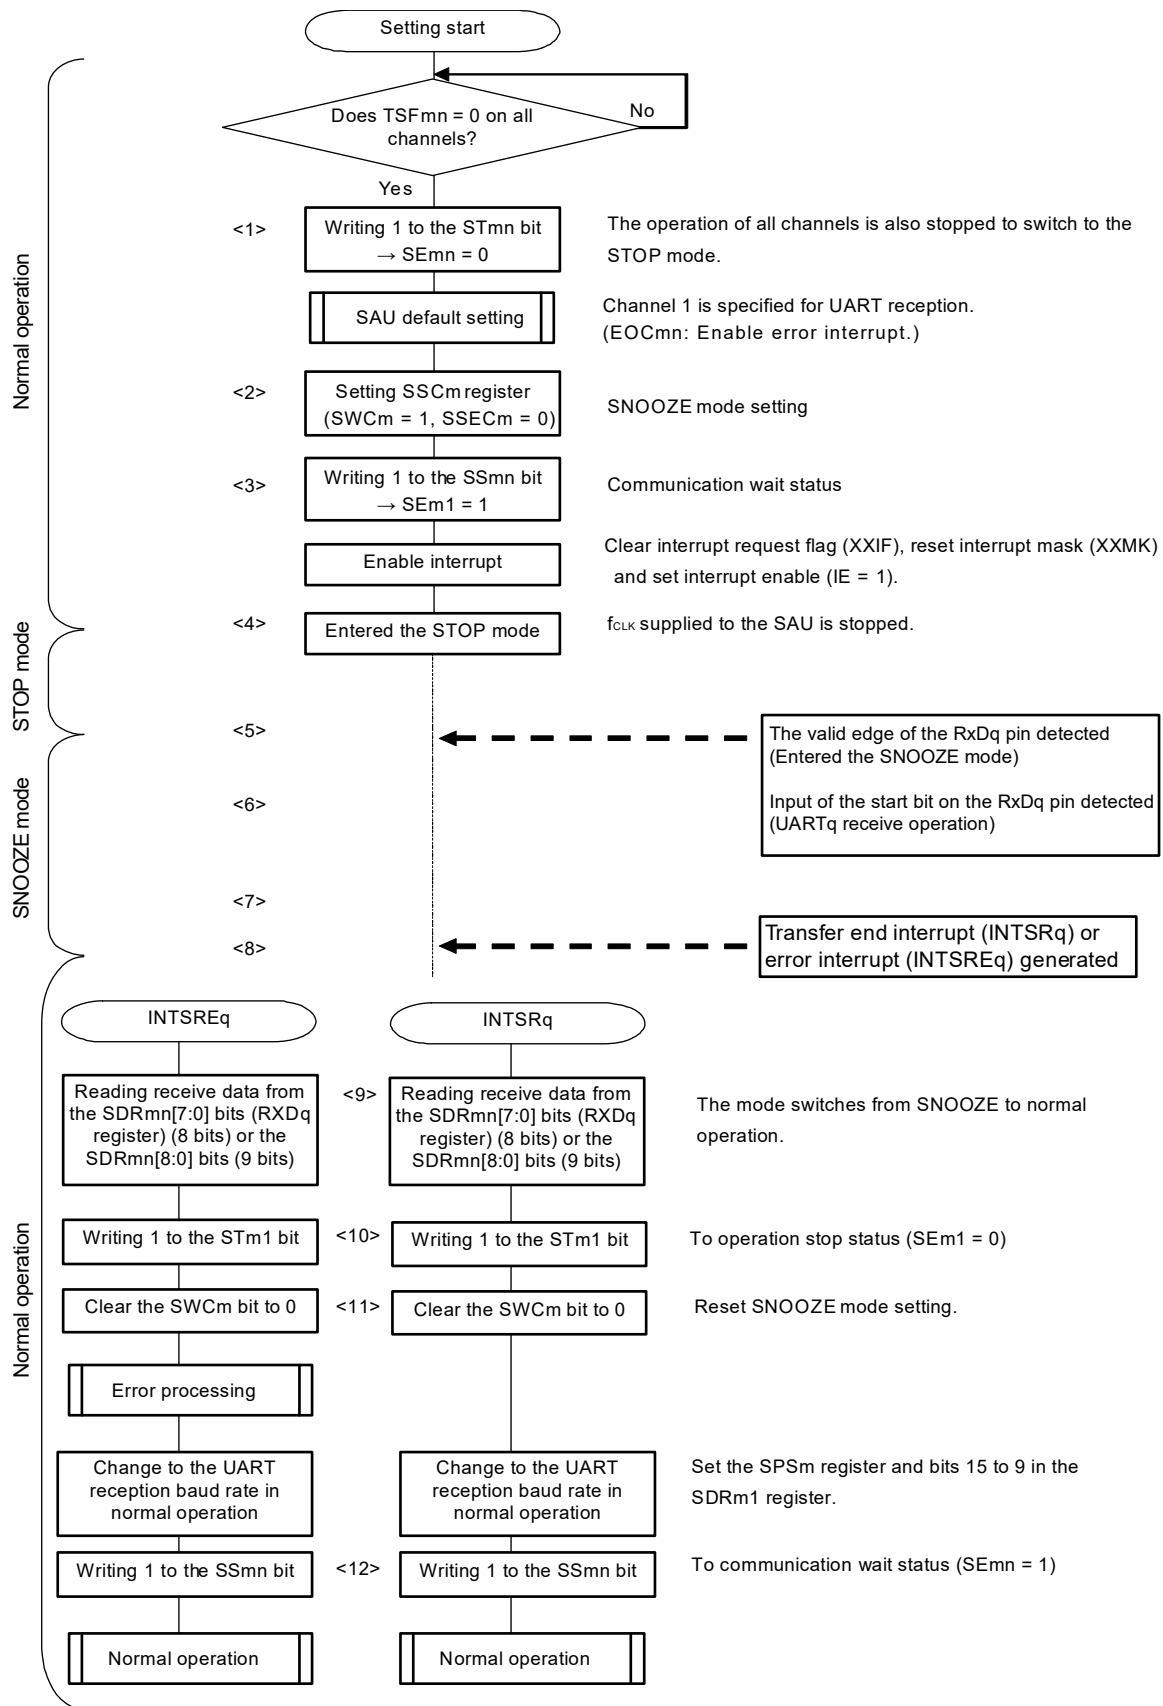 Setting start
Does TSFmn = 0 on all
channels?
No
Yes
Normal operation
<1>
Writing 1 to the STmn bit
→ SEmn = 0
The operation of all channels is also stopped to switch to the
STOP mode.
SAU default setting
Channel 1 is specified for UART reception.
(EOCmn: Enable error interrupt.)
<2>
Setting SSCm register
(SWCm = 1, SSECm = 0)
SNOOZE mode setting
<3>
Writing 1 to the SSmn bit
→ SEm1 = 1
Communication wait status
Enable interrupt
Clear interrupt request flag (XXIF), reset interrupt mask (XXMK)
and set interrupt enable (IE = 1).
<4>
Entered the STOP mode
fCLK supplied to the SAU is stopped.
STOP mode
<5>
The valid edge of the RxDq pin detected
(Entered the SNOOZE mode)
SNOOZE mode
<6>
Input of the start bit on the RxDq pin detected
(UARTq receive operation)
<7>
<8>
Transfer end interrupt (INTSRq) or
error interrupt (INTSREq) generated
Normal operation
INTSREq
INTSRq
Reading receive data from
the SDRmn[7:0] bits (RXDq
register) (8 bits) or the
SDRmn[8:0] bits (9 bits)
<9>
Reading receive data from
the SDRmn[7:0] bits (RXDq
register) (8 bits) or the
SDRmn[8:0] bits (9 bits)
The mode switches from SNOOZE to normal
operation.
Writing 1 to the STm1 bit
<10>
Writing 1 to the STm1 bit
To operation stop status (SEm1 = 0)
Clear the SWCm bit to 0
<11>
Clear the SWCm bit to 0
Reset SNOOZE mode setting.
Error processing
Change to the UART
reception baud rate in
normal operation
Change to the UART
reception baud rate in
normal operation
Set the SPSm register and bits 15 to 9 in the
SDRm1 register.
Writing 1 to the SSmn bit
<12>
Writing 1 to the SSmn bit
To communication wait status (SEmn = 1)
Normal operation
Normal operation